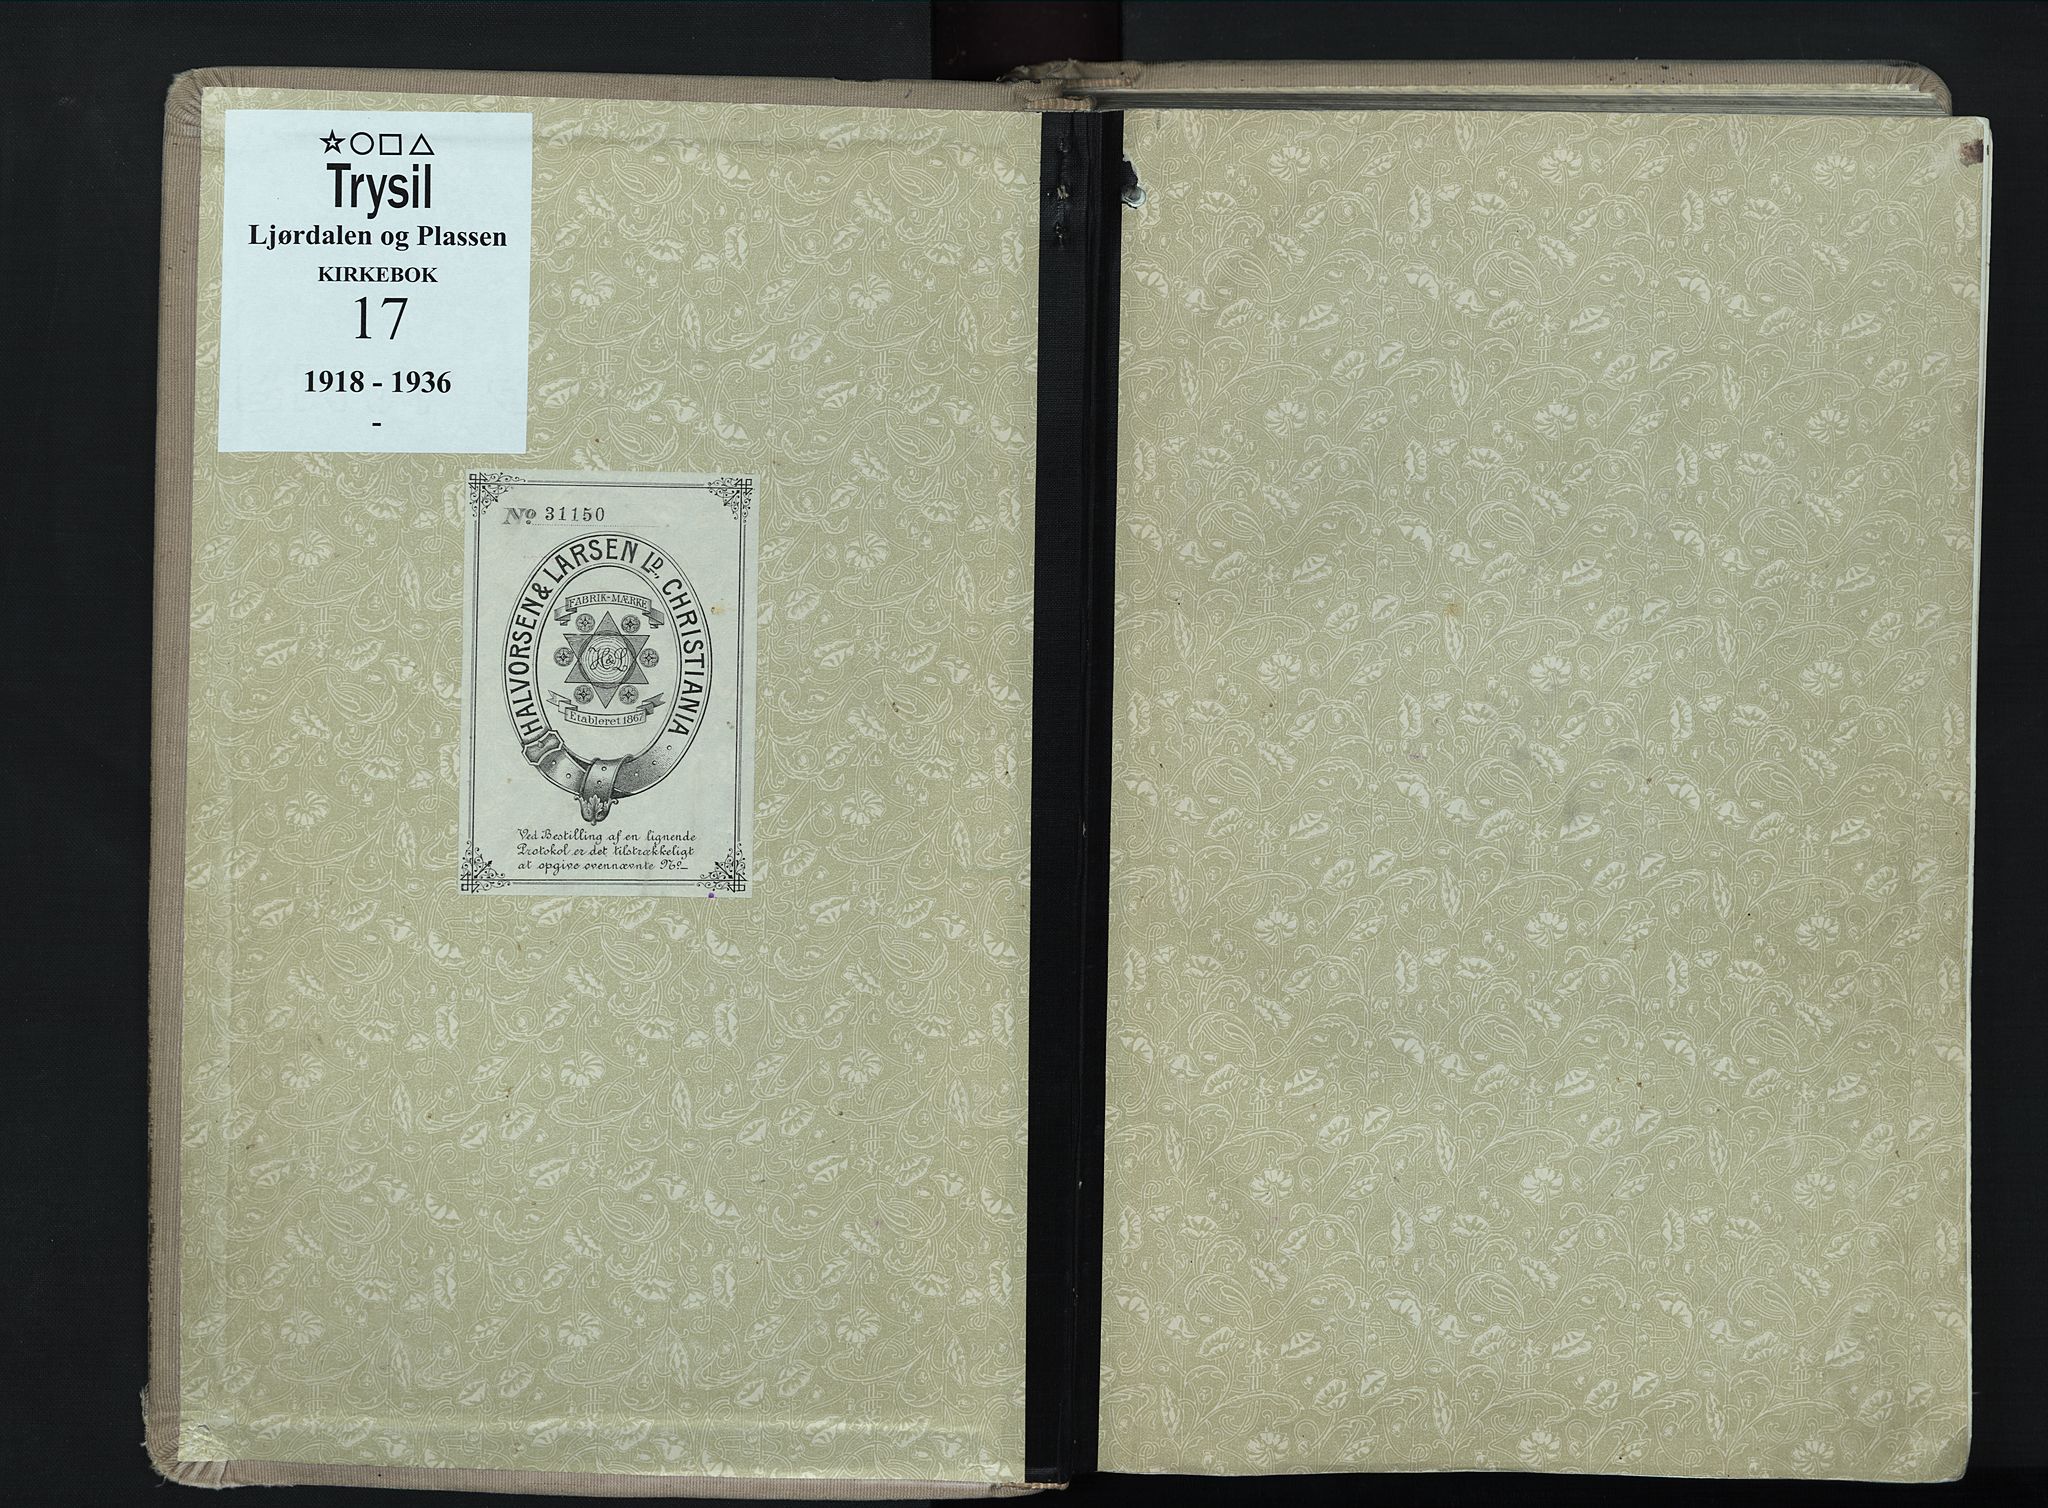 Trysil
Ljørdalen og Plassen
KIRKEBOK
17
1918 - 1936
-
No. 31150
HALVORSEN & LARSEN LD., CHRISTIANIA
FABRIK-MÆRKE
H&L
Etableret 1867
Ved Bestilling af en lignende
Protokol er det tilstrækkeligt
at opgive ovennævnte No.